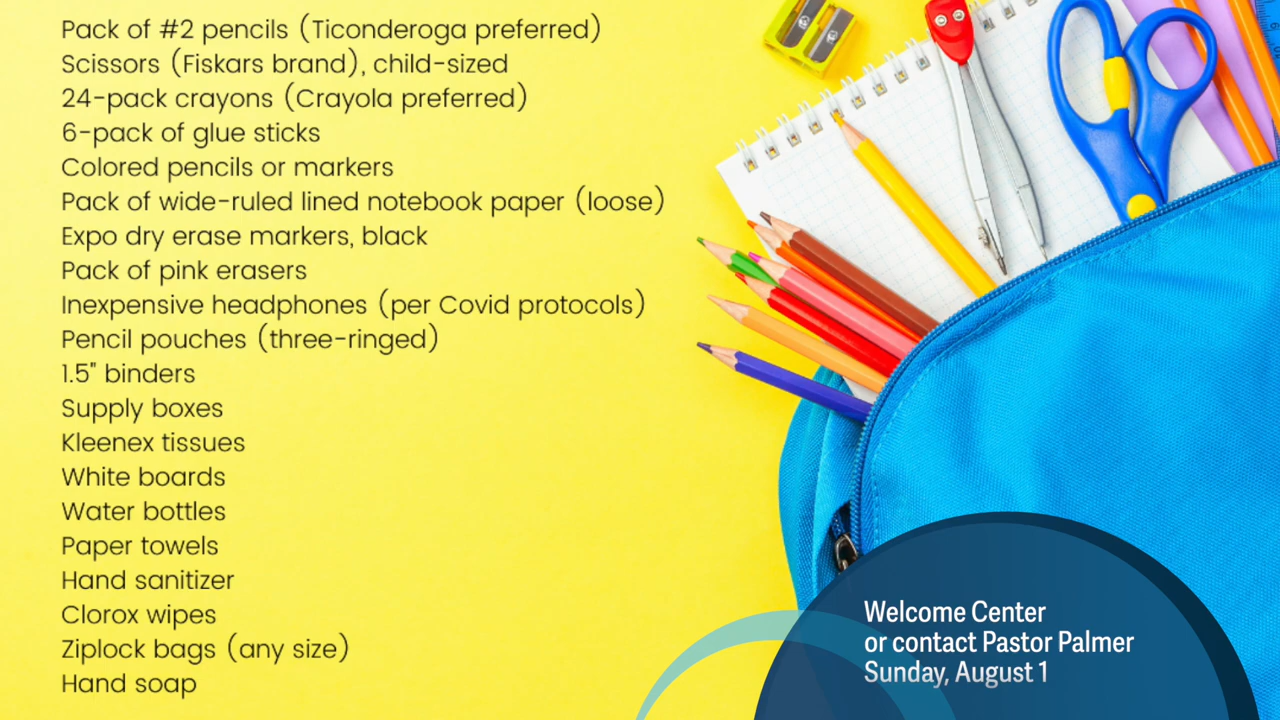 Pack of #2 pencils (Ticonderoga preferred)
Scissors (Fiskars brand), child-sized
24-pack crayons (Crayola preferred)
6-pack of glue sticks
Colored pencils or markers
Pack of wide-ruled lined notebook paper (loose)
Expo dry erase markers, black
Pack of pink erasers
Inexpensive headphones (per Covid protocols)
Pencil pouches (three-ringed)
1.5" binders
Supply boxes
Kleenex tissues
White boards
Water bottles
Paper towels
Hand sanitizer
Clorox wipes
Ziplock bags (any size)
Hand soap
Welcome Center
or contact Pastor Palmer
Sunday, August 1